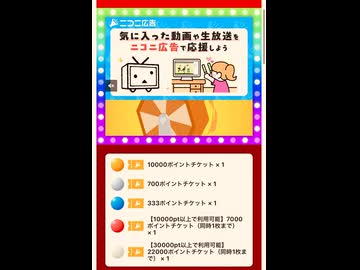 ニコニ広告
気に入った動画や生放送を
ニコニ広告で応援しよう
10000ポイントチケット × 1
700ポイントチケット × 1
333ポイントチケット × 1
【10000pt以上で利用可能】7000
ポイントチケット（同時1枚まで）
× 1
【30000pt以上で利用可能】
22000ポイントチケット（同時1枚ま
で）× 1